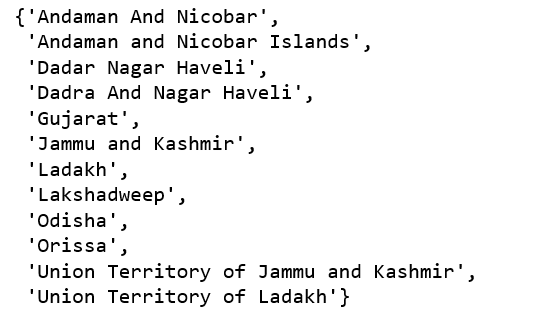 {'Andaman And Nicobar',
'Andaman and Nicobar Islands',
'Dadar Nagar Haveli',
'Dadra And Nagar Haveli',
'Gujarat',
'Jammu and Kashmir',
'Ladakh',
'Lakshadweep',
'Odisha',
'Orissa',
'Union Territory of Jammu and Kashmir',
'Union Territory of Ladakh'}